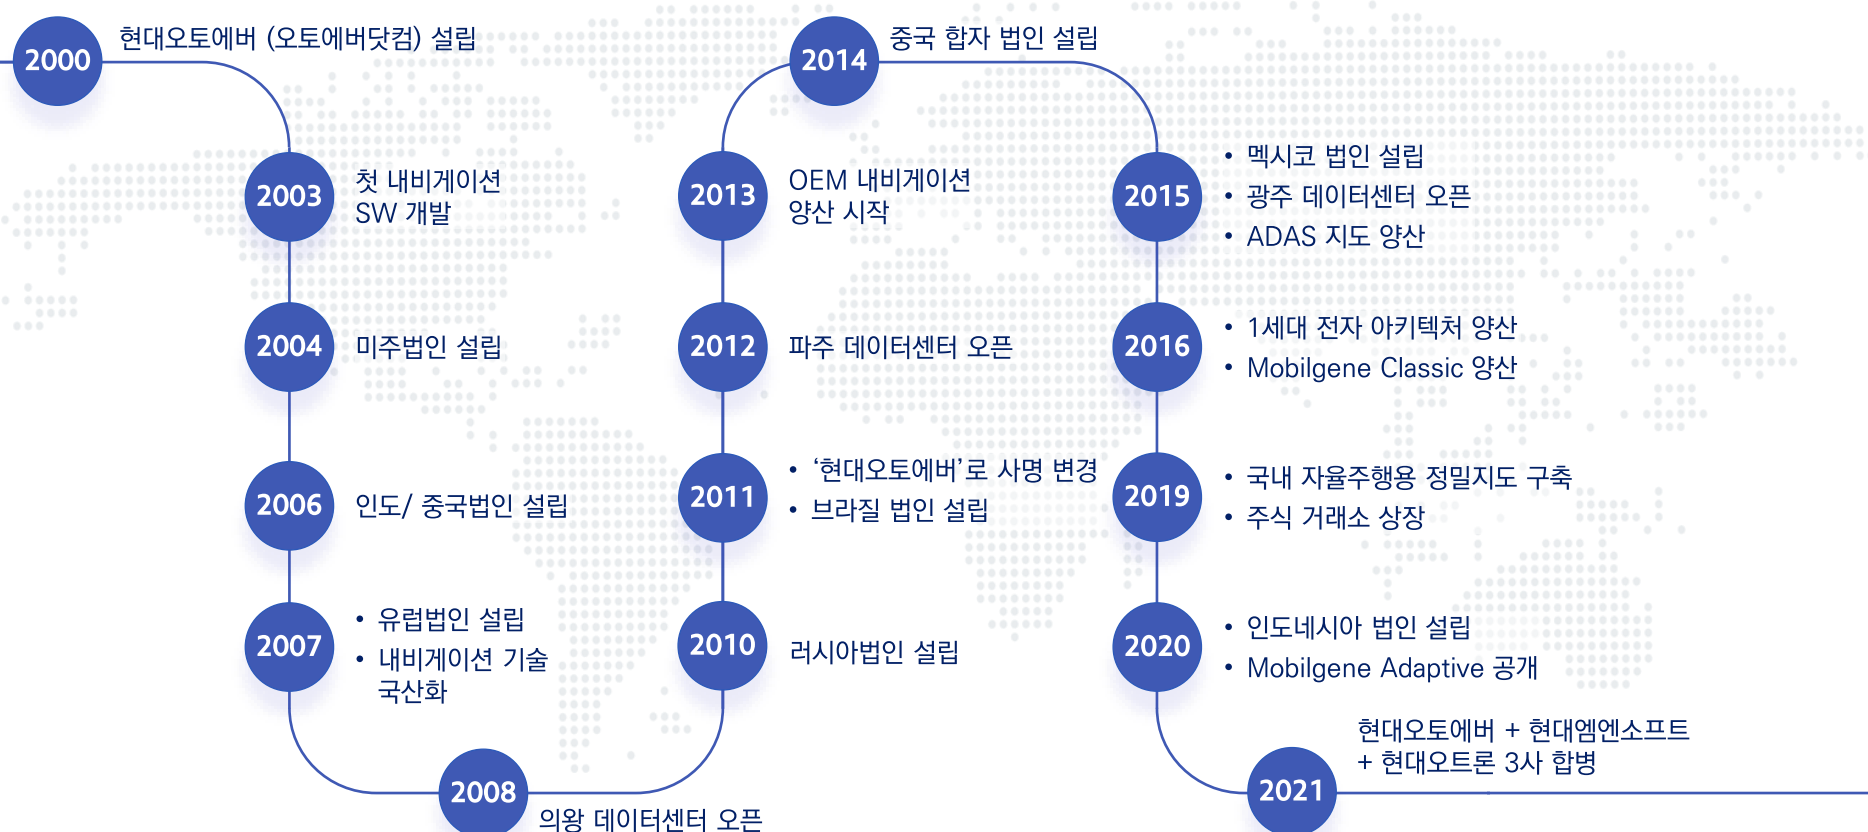 2000
현대오토에버 (오토에버닷컴) 설립
2003
첫 내비게이션
SW 개발
2004
미주법인 설립
2006
인도/ 중국법인 설립
2007
• 유럽법인 설립
• 내비게이션 기술
국산화
2008
의왕 데이터센터 오픈
2010
러시아법인 설립
2011
• ‘현대오토에버’로 사명 변경
• 브라질 법인 설립
2012
파주 데이터센터 오픈
2013
OEM 내비게이션
양산 시작
2014
중국 합자 법인 설립
2015
• 멕시코 법인 설립
• 광주 데이터센터 오픈
• ADAS 지도 양산
2016
• 1세대 전자 아키텍처 양산
• Mobilgene Classic 양산
2019
• 국내 자율주행용 정밀지도 구축
• 주식 거래소 상장
2020
• 인도네시아 법인 설립
• Mobilgene Adaptive 공개
2021
현대오토에버 + 현대엠엔소프트
+ 현대오트론 3사 합병